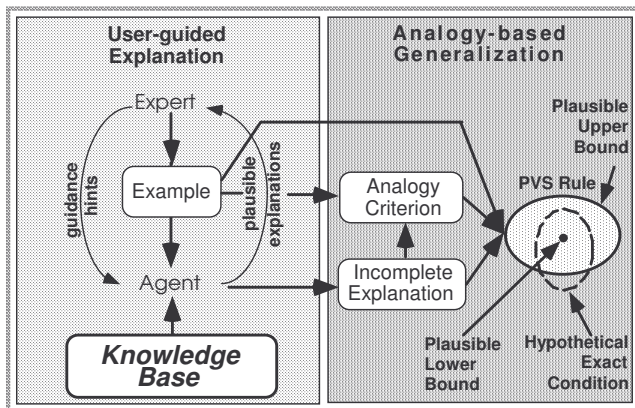 User-guided
Explanation
Expert
guidance
hints
Example
plausible
explanations
Agent
Knowledge
Base
Analogy-based
Generalization
Plausible
Upper
Bound
PVS Rule
Analogy
Criterion
Incomplete
Explanation
Plausible
Lower
Bound
Hypothetical
Exact
Condition